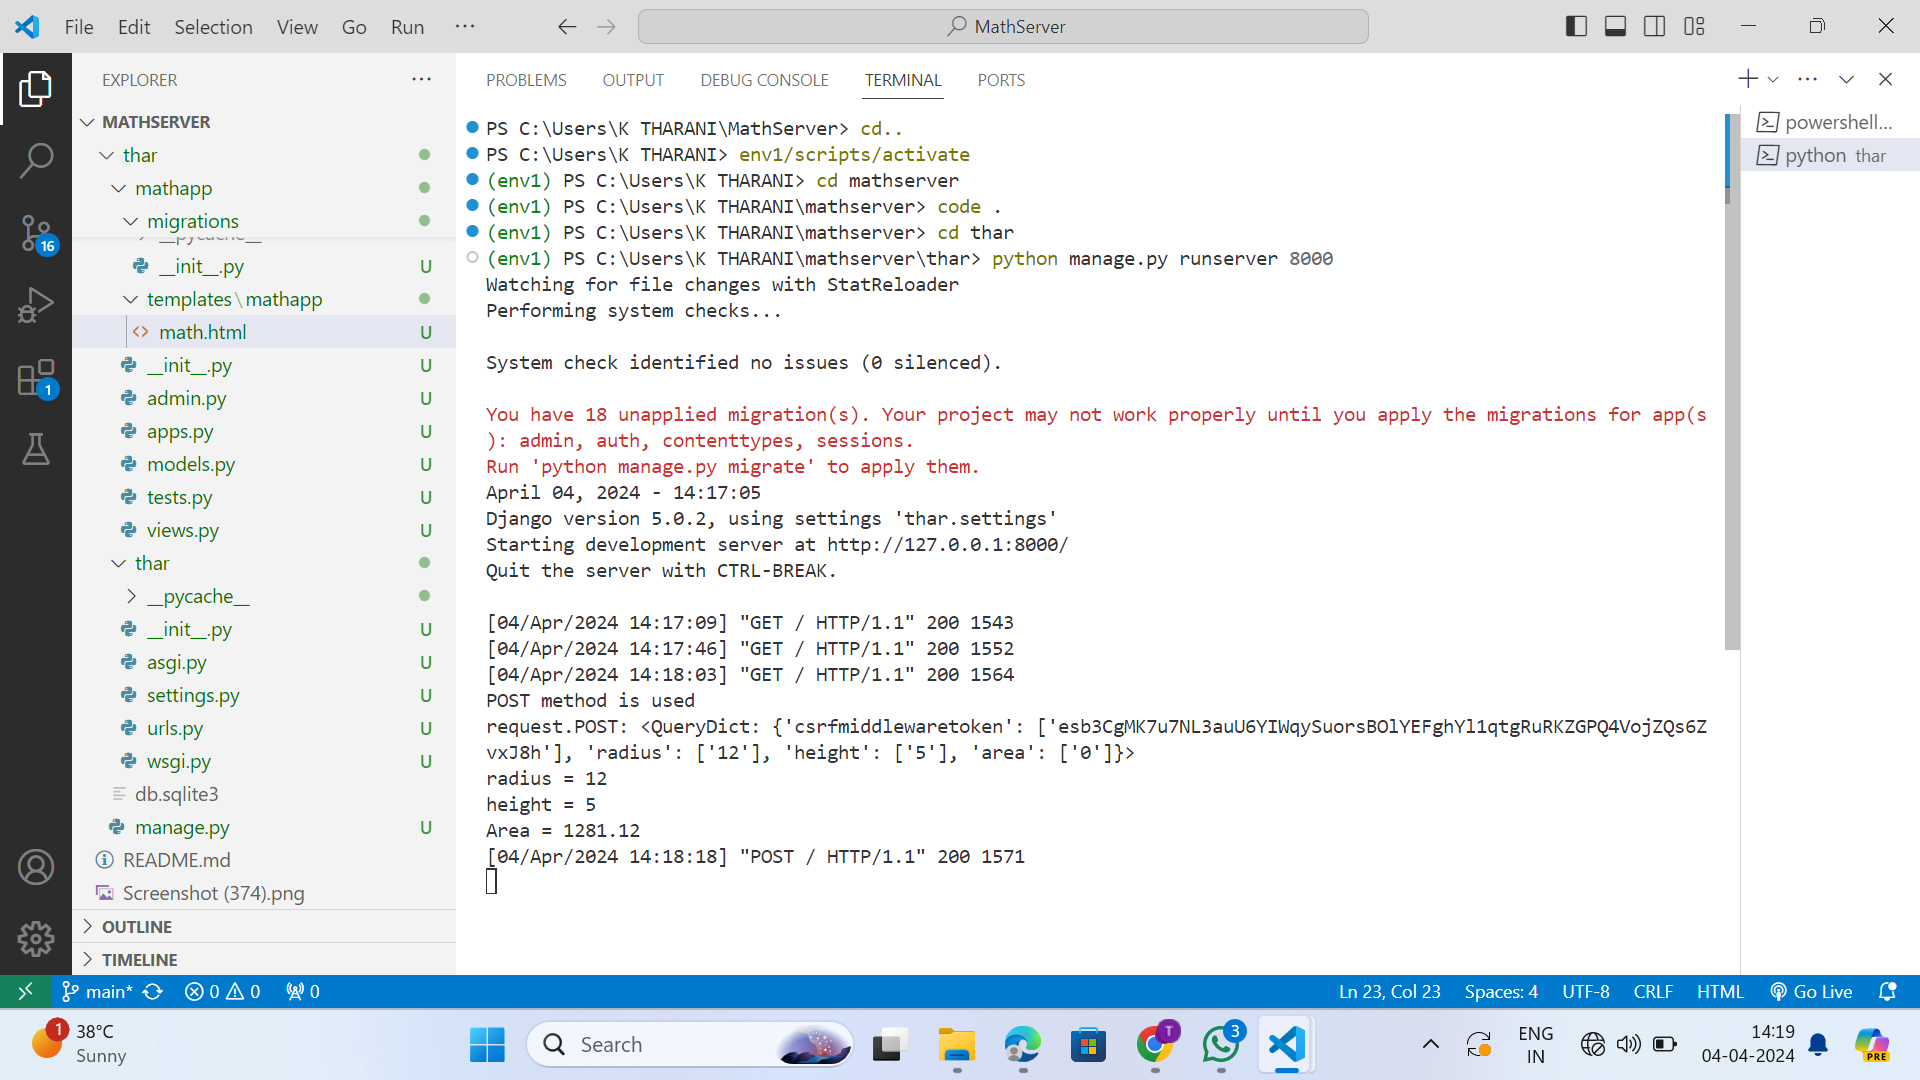 File Edit Selection View Go Run ··· MathServer
EXPLORER ···
MATHSERVER
thar
mathapp
migrations
__pycache__
__init__.py U
templates\mathapp
math.html U
__init__.py U
admin.py U
apps.py U
models.py U
tests.py U
views.py U
thar
__pycache__
__init__.py U
asgi.py U
settings.py U
urls.py U
wsgi.py U
db.sqlite3
manage.py U
README.md
Screenshot (374).png
OUTLINE
TIMELINE
16
1
PROBLEMS OUTPUT DEBUG CONSOLE TERMINAL PORTS
PS C:\Users\K THARANI\MathServer> cd..
PS C:\Users\K THARANI> env1/scripts/activate
(env1) PS C:\Users\K THARANI> cd mathserver
(env1) PS C:\Users\K THARANI\mathserver> code .
(env1) PS C:\Users\K THARANI\mathserver> cd thar
(env1) PS C:\Users\K THARANI\mathserver\thar> python manage.py runserver 8000
Watching for file changes with StatReloader
Performing system checks...
System check identified no issues (0 silenced).
You have 18 unapplied migration(s). Your project may not work properly until you apply the migrations for app(s
): admin, auth, contenttypes, sessions.
Run 'python manage.py migrate' to apply them.
April 04, 2024 - 14:17:05
Django version 5.0.2, using settings 'thar.settings'
Starting development server at http://127.0.0.1:8000/
Quit the server with CTRL-BREAK.
[04/Apr/2024 14:17:09] "GET / HTTP/1.1" 200 1543
[04/Apr/2024 14:17:46] "GET / HTTP/1.1" 200 1552
[04/Apr/2024 14:18:03] "GET / HTTP/1.1" 200 1564
POST method is used
request.POST: <QueryDict: {'csrfmiddlewaretoken': ['esb3CgMK7u7NL3auU6YIWqySuorsBOlYEFghYl1qtgRuRKZGPQ4VojZQs6Z
vxJ8h'], 'radius': ['12'], 'height': ['5'], 'area': ['0']}>
radius = 12
height = 5
Area = 1281.12
[04/Apr/2024 14:18:18] "POST / HTTP/1.1" 200 1571
powershell...
python thar
main* 0 0 0 Ln 23, Col 23 Spaces: 4 UTF-8 CRLF HTML Go Live
1
38°C
Sunny
Search
T
3
ENG
IN
14:19
04-04-2024
PRE